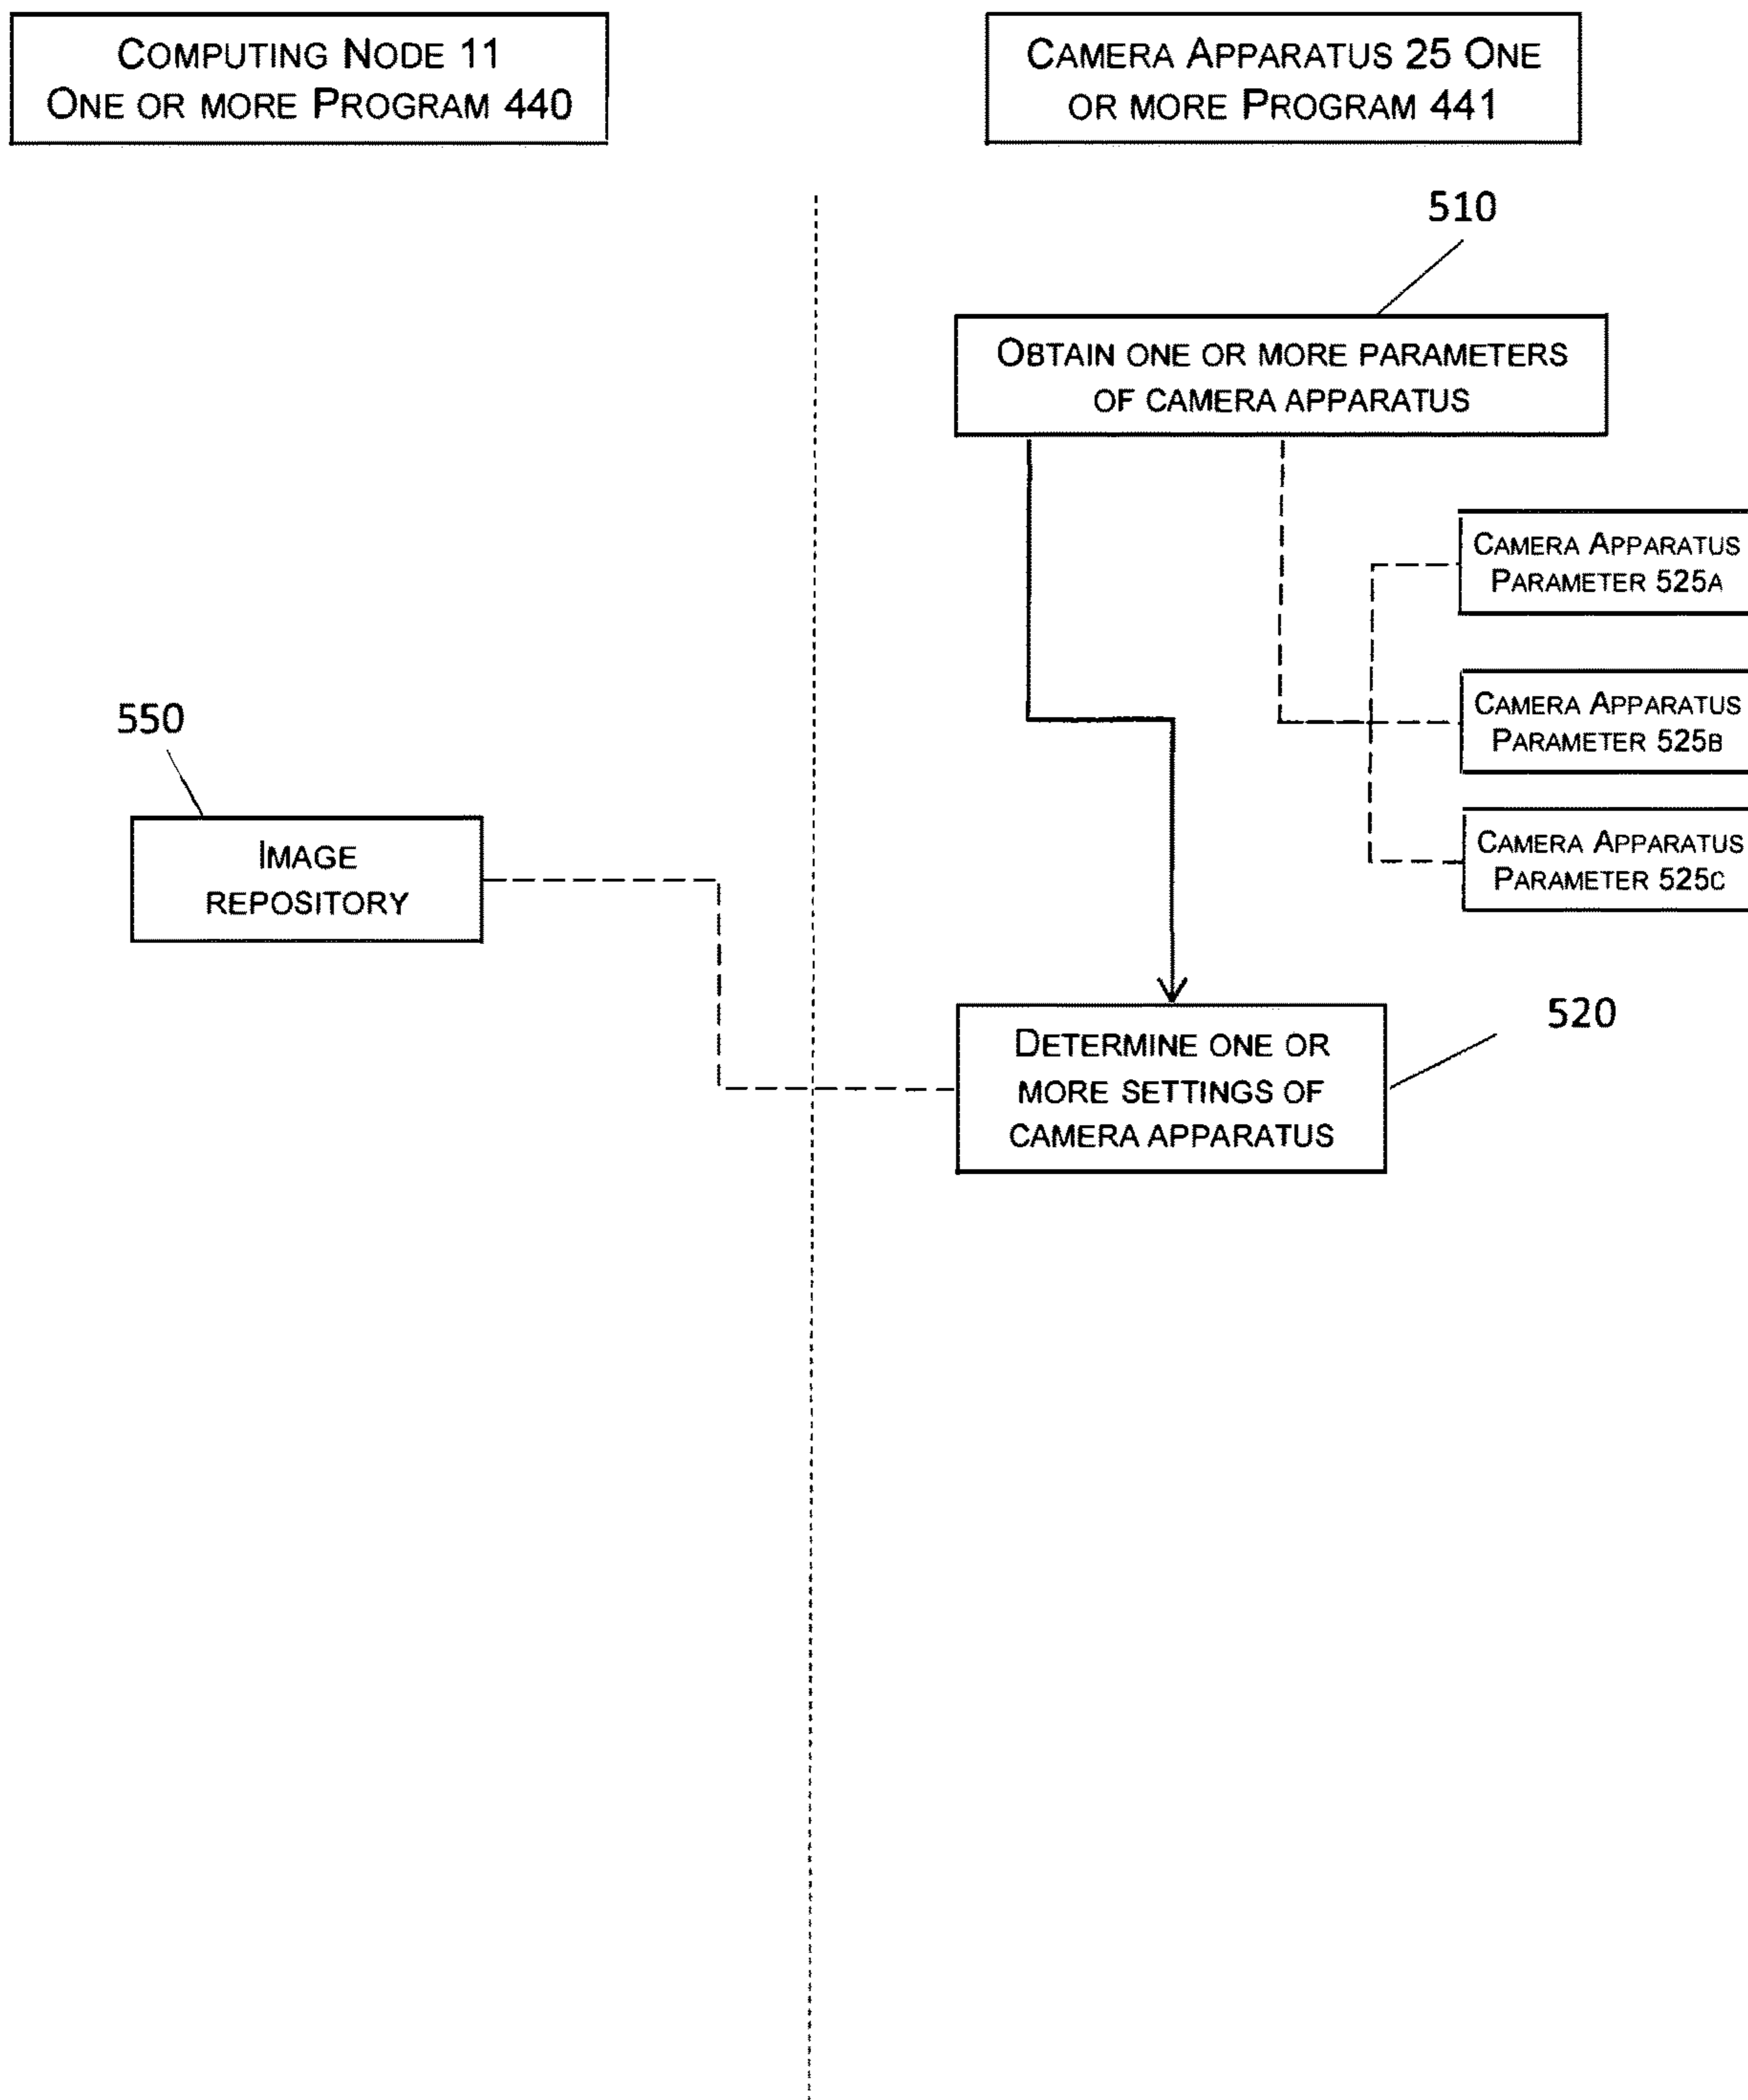 COMPUTING NODE 11
ONE OR MORE PROGRAM 440
CAMERA APPARATUS 25 ONE
OR MORE PROGRAM 441
510
OBTAIN ONE OR MORE PARAMETERS
OF CAMERA APPARATUS
CAMERA APPARATUS
PARAMETER 525A
CAMERA APPARATUS
PARAMETER 525B
CAMERA APPARATUS
PARAMETER 525C
550
IMAGE
REPOSITORY
520
DETERMINE ONE OR
MORE SETTINGS OF
CAMERA APPARATUS